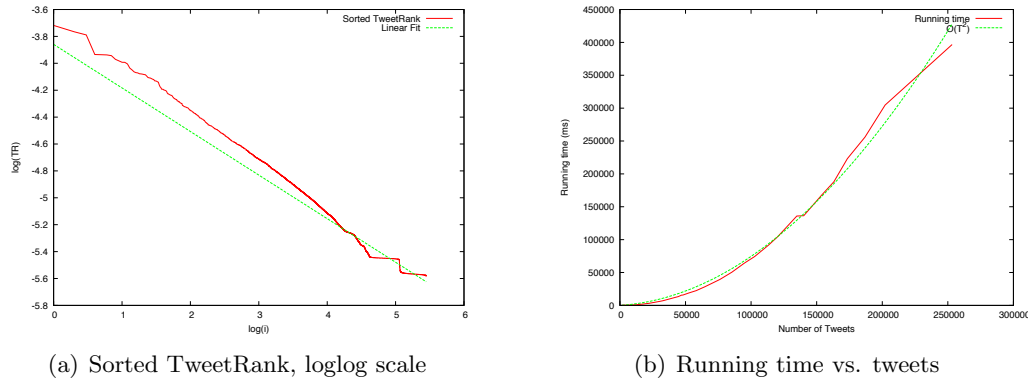 -3.6
-3.8
-4
-4.2
-4.4
-4.6
-4.8
-5
-5.2
-5.4
-5.6
-5.8
0 1 2 3 4 5 6
log(TR)
log(i)
Sorted TweetRank
Linear Fit
(a) Sorted TweetRank, loglog scale
450000
400000
350000
300000
250000
200000
150000
100000
50000
0
0 50000 100000 150000 200000 250000 300000
Running time (ms)
Number of Tweets
Running time
O(T²)
(b) Running time vs. tweets